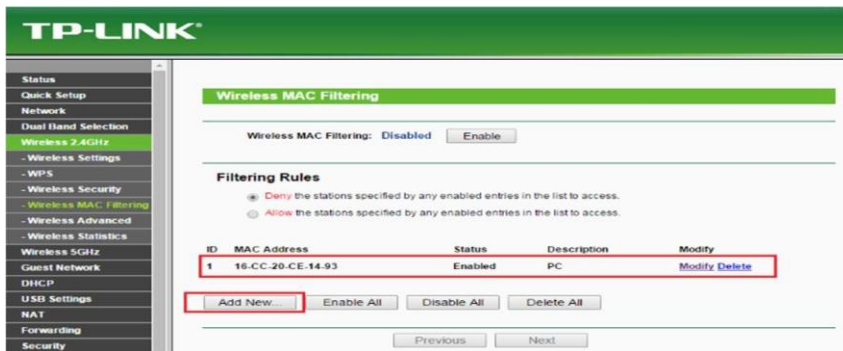 TP-LINK
Status
Quick Setup
Network
Dual Band Selection
Wireless 2.4GHz
- Wireless Settings
- WPS
- Wireless Security
- Wireless MAC Filtering
- Wireless Advanced
- Wireless Statistics
Wireless 5GHz
Guest Network
DHCP
USB Settings
NAT
Forwarding
Security
Wireless MAC Filtering
Wireless MAC Filtering: Disabled Enable
Filtering Rules
Deny the stations specified by any enabled entries in the list to access.
Allow the stations specified by any enabled entries in the list to access.
ID MAC Address Status Description Modify
1 16-CC-20-CE-14-93 Enabled PC Modify Delete
Add New... Enable All Disable All Delete All
Previous Next